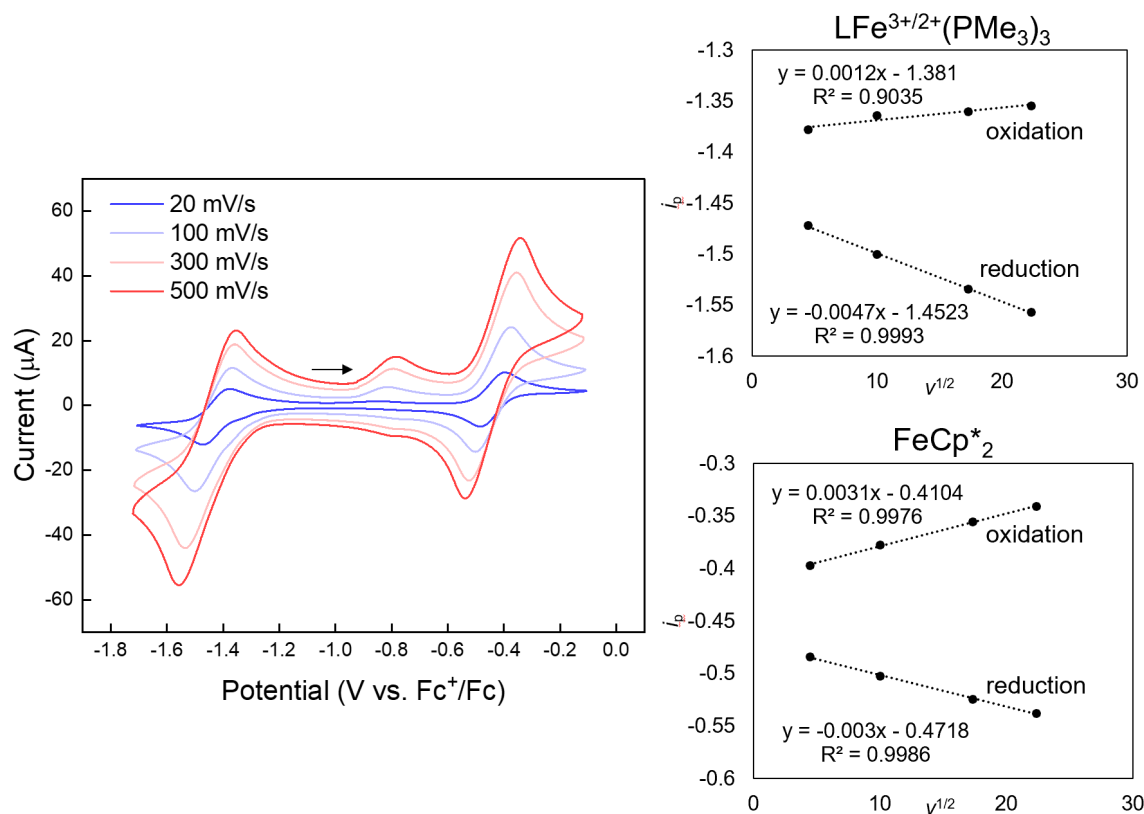 20 mV/s
100 mV/s
300 mV/s
500 mV/s
60
40
20
0
-20
-40
-60
Current (μA)
-1.8 -1.6 -1.4 -1.2 -1.0 -0.8 -0.6 -0.4 -0.2 0.0
Potential (V vs. Fc⁺/Fc)
LFe³⁺/²⁺(PMe₃)₃
-1.3
-1.35
-1.4
-1.45
-1.5
-1.55
-1.6
iₚ
y = 0.0012x - 1.381
R² = 0.9035
oxidation
reduction
y = -0.0047x - 1.4523
R² = 0.9993
0 10 20 30
v¹/²
FeCp*₂
-0.3
-0.35
-0.4
-0.45
-0.5
-0.55
-0.6
iₚ
y = 0.0031x - 0.4104
R² = 0.9976
oxidation
reduction
y = -0.003x - 0.4718
R² = 0.9986
0 10 20 30
v¹/²